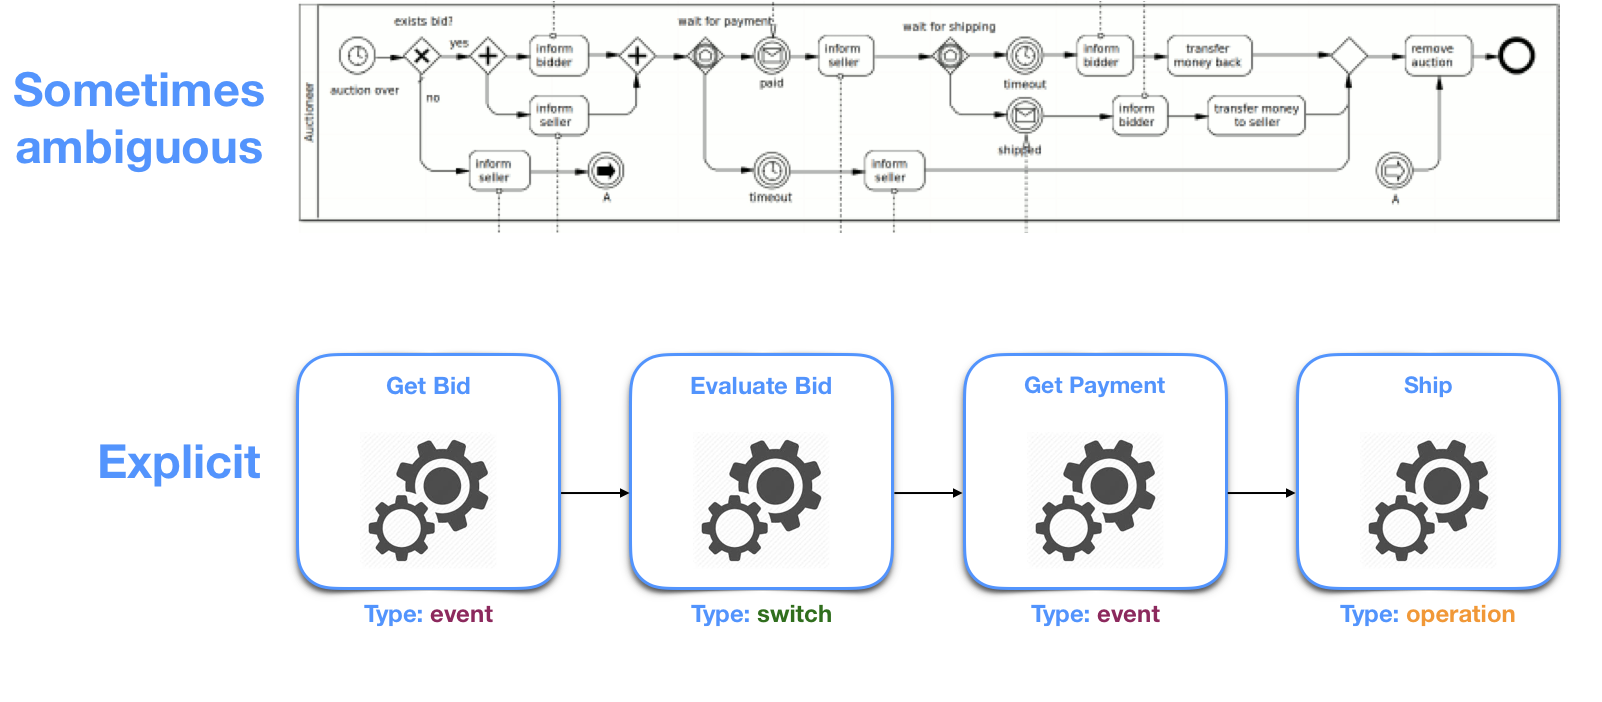 Sometimes
ambiguous
Auctioneer
exists bid?
wait for payment
wait for shipping
yes
no
auction over
inform
bidder
inform
seller
inform
seller
A
paid
timeout
inform
seller
inform
seller
timeout
shipped
inform
bidder
transfer
money back
inform
bidder
transfer money
to seller
remove
auction
A
Explicit
Get Bid
Evaluate Bid
Get Payment
Ship
Type: event
Type: switch
Type: event
Type: operation